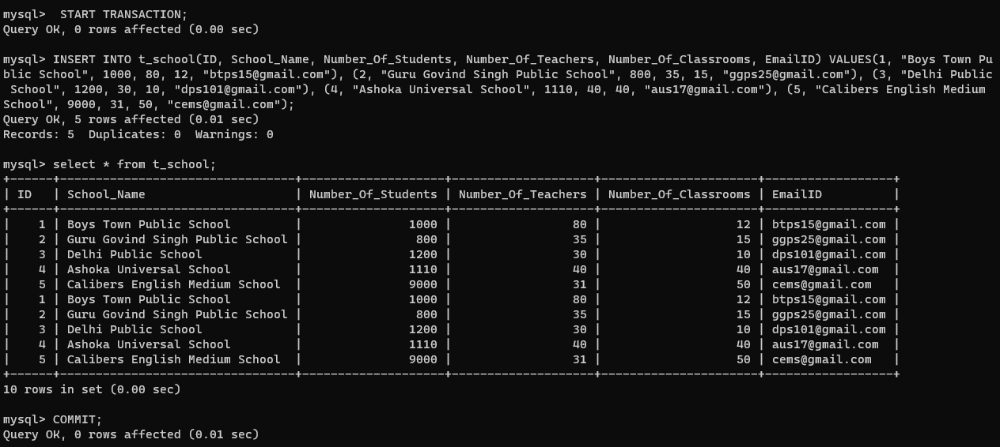 mysql>  START TRANSACTION;
Query OK, 0 rows affected (0.00 sec)

mysql> INSERT INTO t_school(ID, School_Name, Number_Of_Students, Number_Of_Teachers, Number_Of_Classrooms, EmailID) VALUES(1, "Boys Town Pu
blic School", 1000, 80, 12, "btps15@gmail.com"), (2, "Guru Govind Singh Public School", 800, 35, 15, "ggps25@gmail.com"), (3, "Delhi Public
 School", 1200, 30, 10, "dps101@gmail.com"), (4, "Ashoka Universal School", 1110, 40, 40, "aus17@gmail.com"), (5, "Calibers English Medium
School", 9000, 31, 50, "cems@gmail.com");
Query OK, 5 rows affected (0.01 sec)
Records: 5  Duplicates: 0  Warnings: 0

mysql> select * from t_school;
+------+---------------------------------+--------------------+--------------------+----------------------+------------------+
| ID   | School_Name                     | Number_Of_Students | Number_Of_Teachers | Number_Of_Classrooms | EmailID          |
+------+---------------------------------+--------------------+--------------------+----------------------+------------------+
|    1 | Boys Town Public School         |               1000 |                 80 |                   12 | btps15@gmail.com |
|    2 | Guru Govind Singh Public School |                800 |                 35 |                   15 | ggps25@gmail.com |
|    3 | Delhi Public School             |               1200 |                 30 |                   10 | dps101@gmail.com |
|    4 | Ashoka Universal School         |               1110 |                 40 |                   40 | aus17@gmail.com  |
|    5 | Calibers English Medium School  |               9000 |                 31 |                   50 | cems@gmail.com   |
|    1 | Boys Town Public School         |               1000 |                 80 |                   12 | btps15@gmail.com |
|    2 | Guru Govind Singh Public School |                800 |                 35 |                   15 | ggps25@gmail.com |
|    3 | Delhi Public School             |               1200 |                 30 |                   10 | dps101@gmail.com |
|    4 | Ashoka Universal School         |               1110 |                 40 |                   40 | aus17@gmail.com  |
|    5 | Calibers English Medium School  |               9000 |                 31 |                   50 | cems@gmail.com   |
+------+---------------------------------+--------------------+--------------------+----------------------+------------------+
10 rows in set (0.00 sec)

mysql> COMMIT;
Query OK, 0 rows affected (0.01 sec)